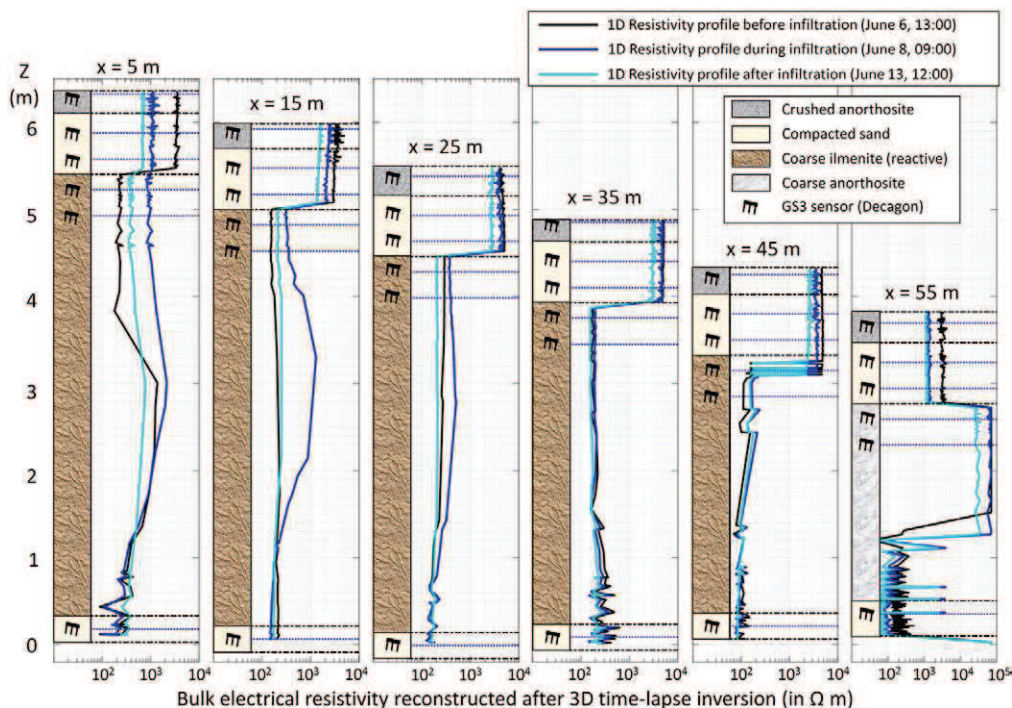 1D Resistivity profile before infiltration (June 6, 13:00)
1D Resistivity profile during infiltration (June 8, 09:00)
1D Resistivity profile after infiltration (June 13, 12:00)
Crushed anorthosite
Compacted sand
Coarse ilmenite (reactive)
Coarse anorthosite
GS3 sensor (Decagon)
Z
(m)
6
5
4
3
2
1
0
x = 5 m
x = 15 m
x = 25 m
x = 35 m
x = 45 m
x = 55 m
10² 10³ 10⁴
10² 10³ 10⁴
10² 10³ 10⁴
10² 10³ 10⁴
10² 10³ 10⁴
10² 10³ 10⁴ 10⁵
Bulk electrical resistivity reconstructed after 3D time-lapse inversion (in Ω m)